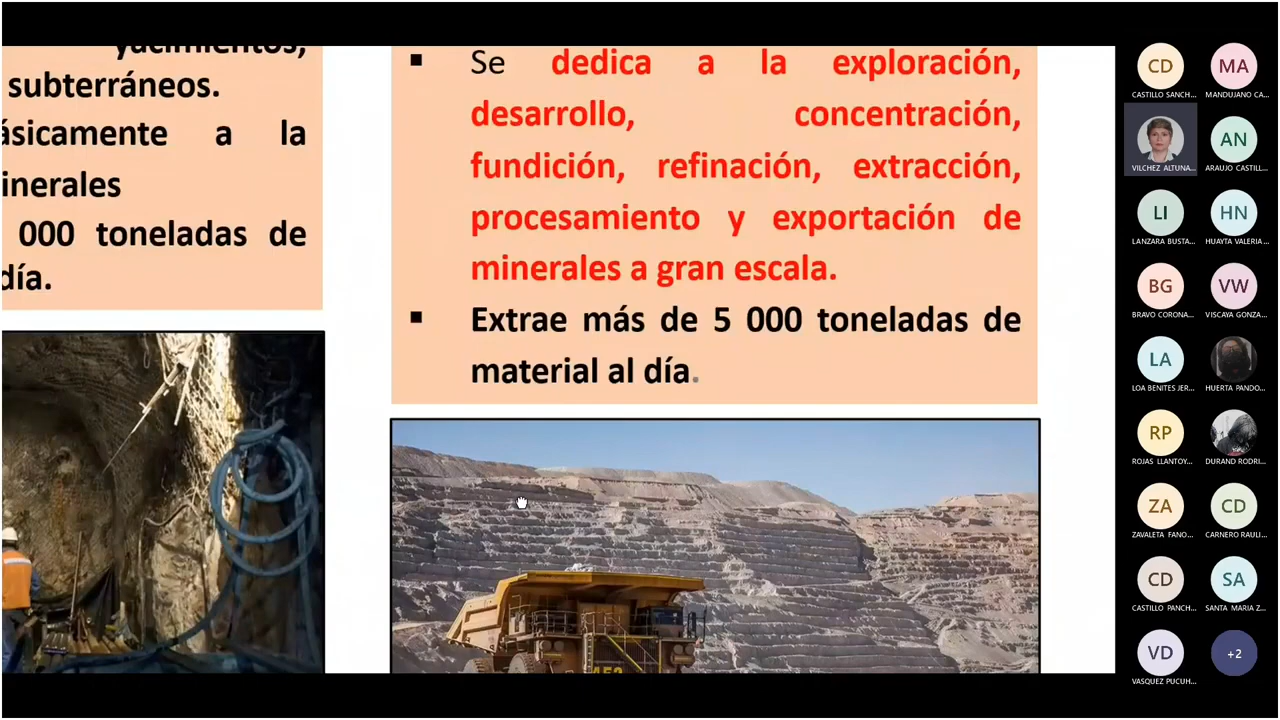 yacimientos,
subterráneos.
a la
inerales
000 toneladas de
día.
▪ Se dedica a la exploración,
desarrollo, concentración,
fundición, refinación, extracción,
procesamiento y exportación de
minerales a gran escala.
▪ Extrae más de 5 000 toneladas de
material al día.
CD
CASTILLO SANCH...
MA
MANDUJANO CA...
VILCHEZ ALTUNA...
AN
ARAUJO CASTILL...
LI
LANZARA BUSTA...
HN
HUAYTA VALERIA ...
BG
BRAVO CORONA...
VW
VISCAYA GONZA...
LA
LOA BENITES JER...
HUERTA PANDO...
RP
ROJAS LLANTOY...
DURAND RODRI...
ZA
ZAVALETA FANO...
CD
CARNERO RAULI...
CD
CASTILLO PANCH...
SA
SANTA MARIA Z...
VD
VASQUEZ PUCUH...
+2